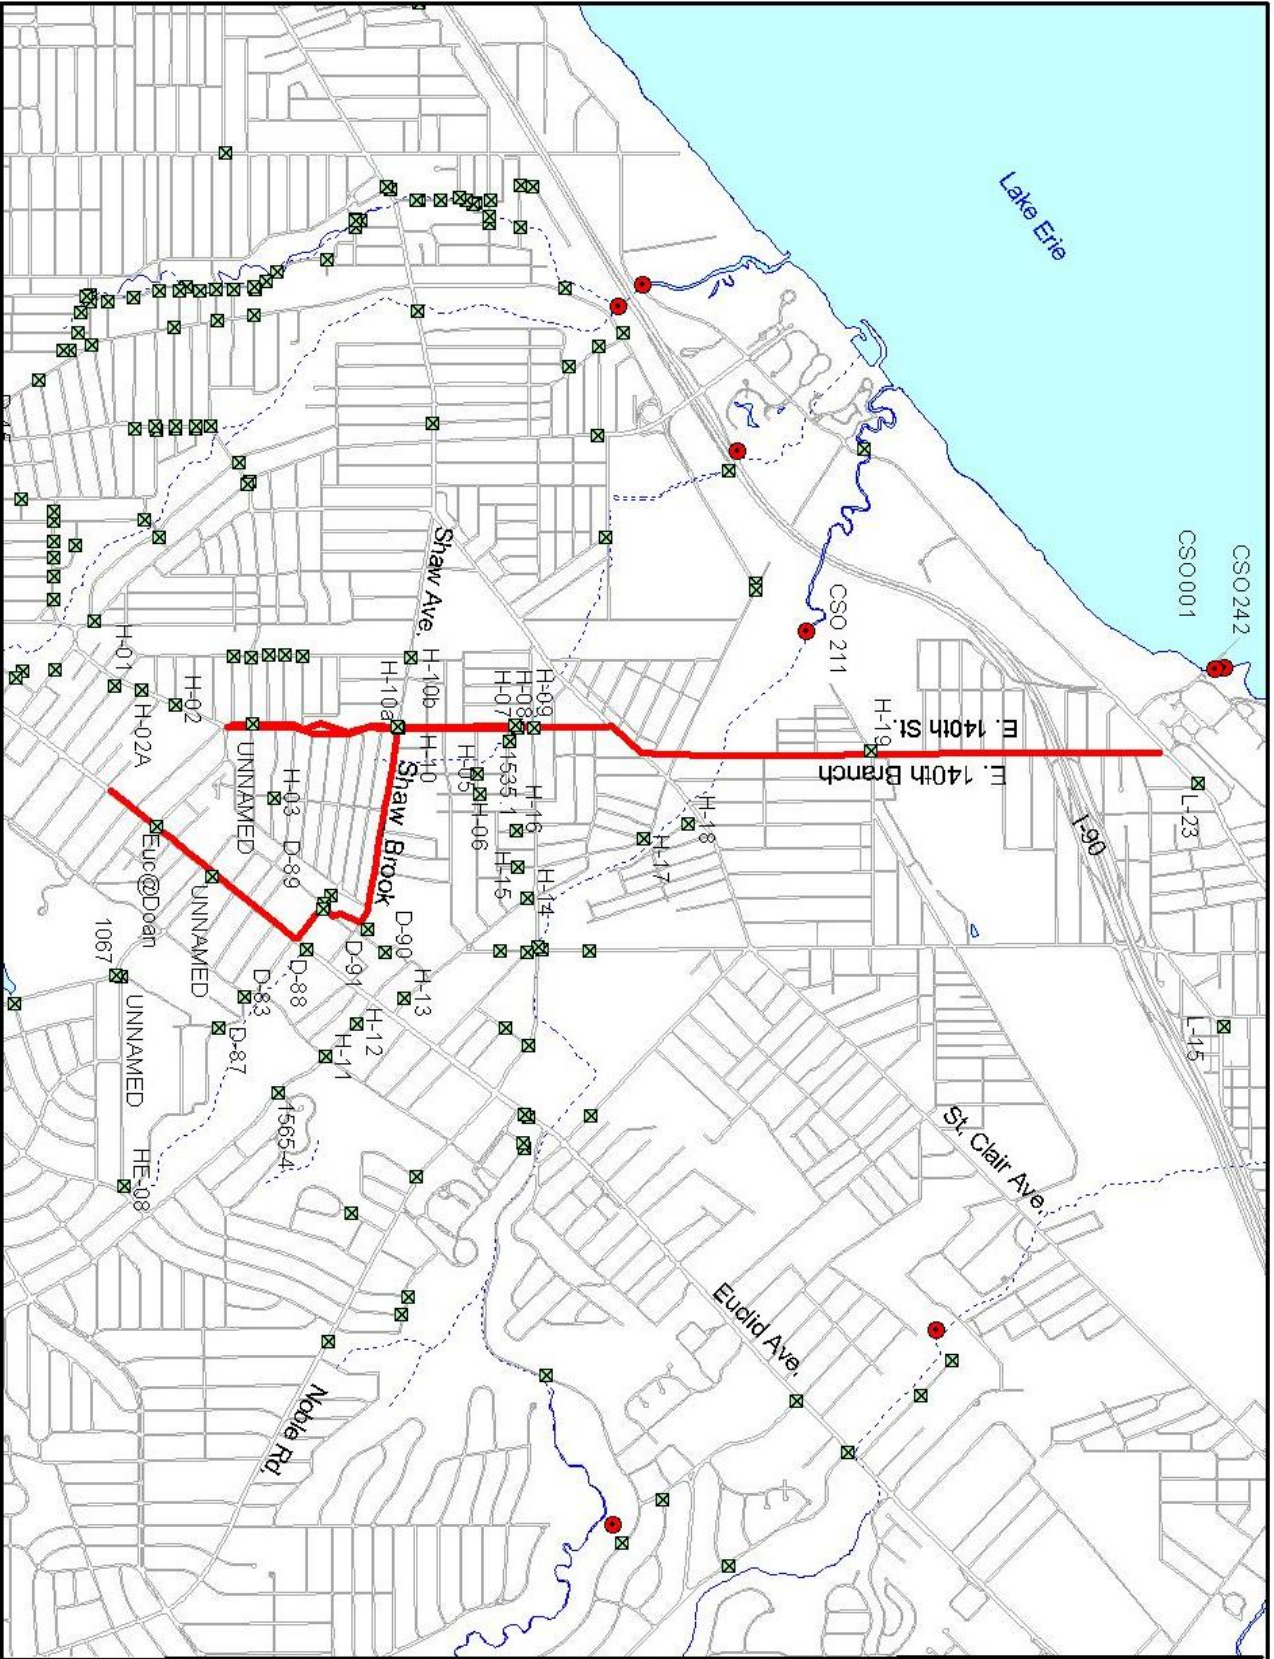 Lake Erie
CSO242
CSO001
CSO 211
Shaw Ave.
H-01
H-02A
H-02
H-10a
H-10b
H-07
H-08
H-09
H-19
E. 140th St.
E. 140th Branch
L-23
I-90
UNNAMED
H-03
H-10
H-05
H-06
1535 1
H-16
H-15
H-14
H-18
H-17
Shaw Brook
D-89
Euc@Doan
UNNAMED
D-90
D-91
D-88
D-83
D-87
H-13
H-12
H-11
1067
UNNAMED
1565-4
HE-08
L-15
St. Clair Ave.
Euclid Ave.
Noble Rd.